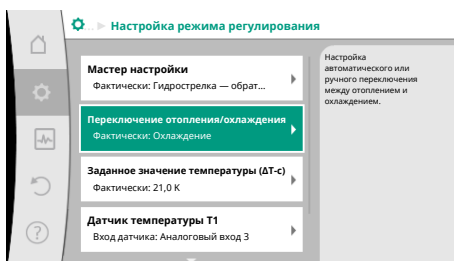 ... Настройка режима регулирования
Мастер настройки
Фактически: Гидрострелка — обрат...
Переключение отопления/охлаждения
Фактически: Охлаждение
Заданное значение температуры (ΔT-c)
Фактически: 21,0 K
Датчик температуры T1
Вход датчика: Аналоговый вход 3
Настройка
автоматического или
ручного переключения
между отоплением и
охлаждением.